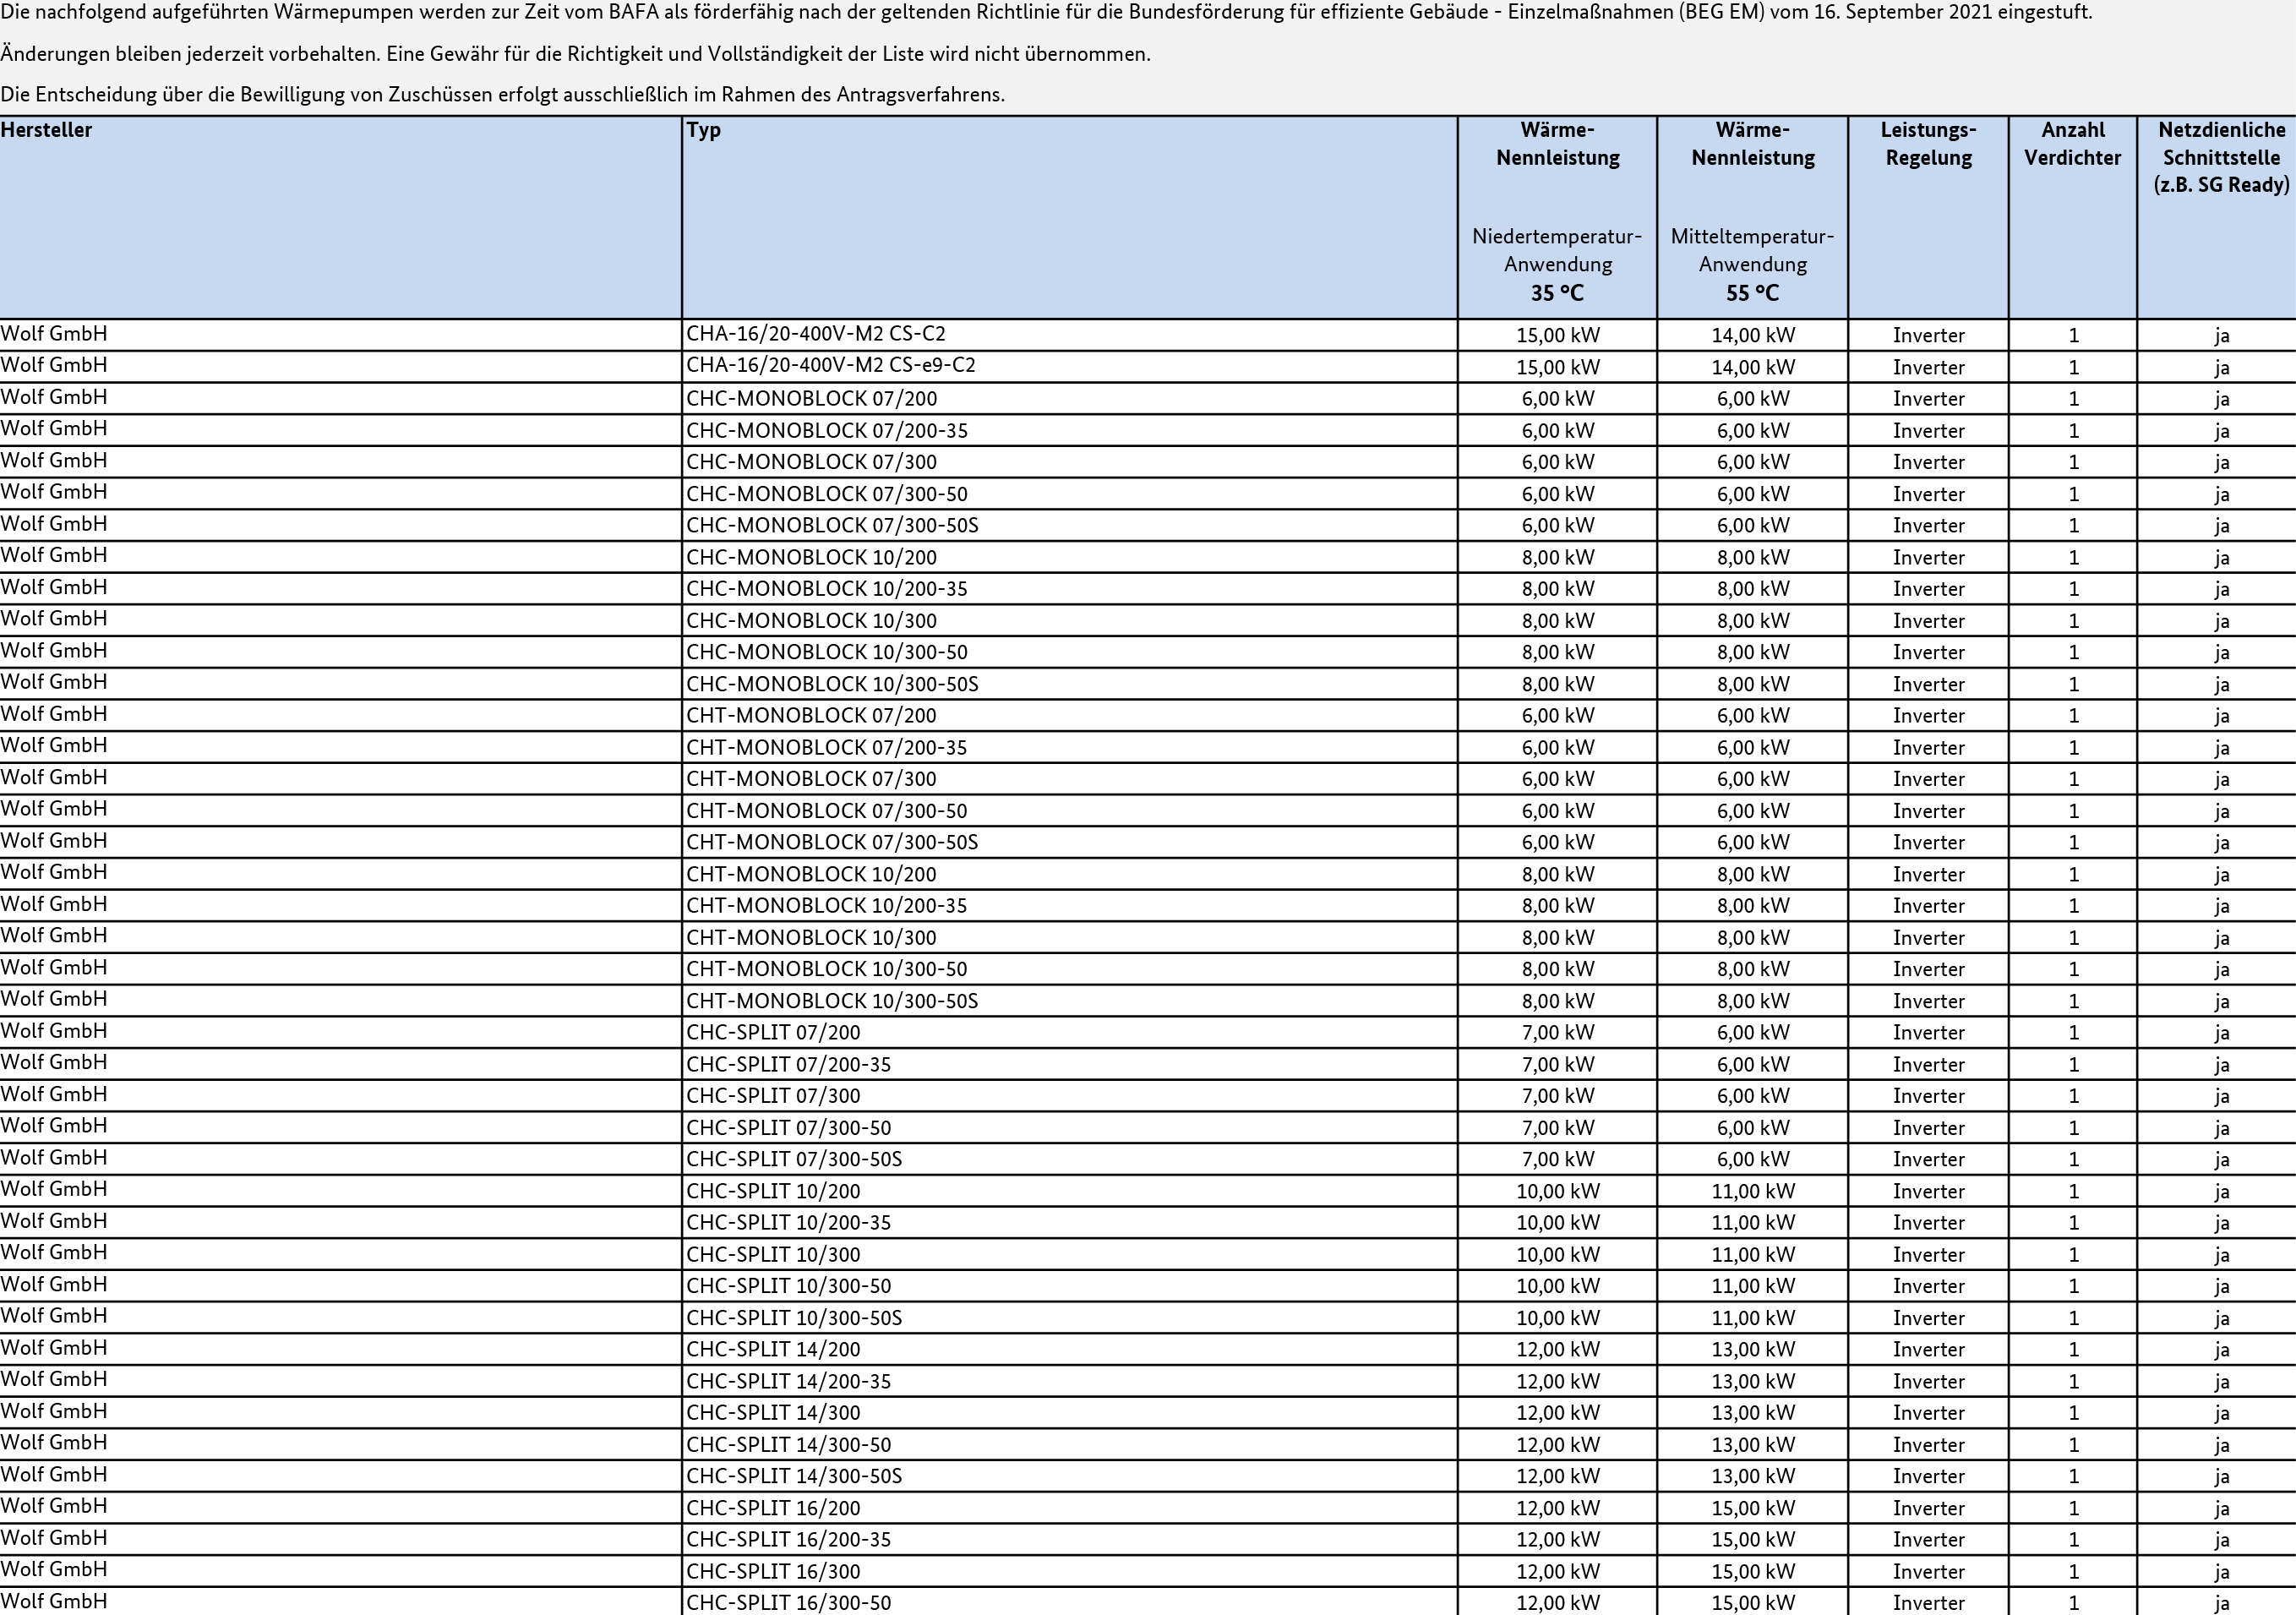 Die nachfolgend aufgeführten Wärmepumpen werden zur Zeit vom BAFA als förderfähig nach der geltenden Richtlinie für die Bundesförderung für effiziente Gebäude - Einzelmaßnahmen (BEG EM) vom 16. September 2021 eingestuft.
Änderungen bleiben jederzeit vorbehalten. Eine Gewähr für die Richtigkeit und Vollständigkeit der Liste wird nicht übernommen.
Die Entscheidung über die Bewilligung von Zuschüssen erfolgt ausschließlich im Rahmen des Antragsverfahrens.
Hersteller Typ Wärme- Wärme- Leistungs- Anzahl Netzdienliche
Nennleistung Nennleistung Regelung Verdichter Schnittstelle
(z.B. SG Ready)
Niedertemperatur- Mitteltemperatur-
Anwendung Anwendung
35 °C 55 °C
Wolf GmbH CHA-16/20-400V-M2 CS-C2 15,00 kW 14,00 kW Inverter 1 ja
Wolf GmbH CHA-16/20-400V-M2 CS-e9-C2 15,00 kW 14,00 kW Inverter 1 ja
Wolf GmbH CHC-MONOBLOCK 07/200 6,00 kW 6,00 kW Inverter 1 ja
Wolf GmbH CHC-MONOBLOCK 07/200-35 6,00 kW 6,00 kW Inverter 1 ja
Wolf GmbH CHC-MONOBLOCK 07/300 6,00 kW 6,00 kW Inverter 1 ja
Wolf GmbH CHC-MONOBLOCK 07/300-50 6,00 kW 6,00 kW Inverter 1 ja
Wolf GmbH CHC-MONOBLOCK 07/300-50S 6,00 kW 6,00 kW Inverter 1 ja
Wolf GmbH CHC-MONOBLOCK 10/200 8,00 kW 8,00 kW Inverter 1 ja
Wolf GmbH CHC-MONOBLOCK 10/200-35 8,00 kW 8,00 kW Inverter 1 ja
Wolf GmbH CHC-MONOBLOCK 10/300 8,00 kW 8,00 kW Inverter 1 ja
Wolf GmbH CHC-MONOBLOCK 10/300-50 8,00 kW 8,00 kW Inverter 1 ja
Wolf GmbH CHC-MONOBLOCK 10/300-50S 8,00 kW 8,00 kW Inverter 1 ja
Wolf GmbH CHT-MONOBLOCK 07/200 6,00 kW 6,00 kW Inverter 1 ja
Wolf GmbH CHT-MONOBLOCK 07/200-35 6,00 kW 6,00 kW Inverter 1 ja
Wolf GmbH CHT-MONOBLOCK 07/300 6,00 kW 6,00 kW Inverter 1 ja
Wolf GmbH CHT-MONOBLOCK 07/300-50 6,00 kW 6,00 kW Inverter 1 ja
Wolf GmbH CHT-MONOBLOCK 07/300-50S 6,00 kW 6,00 kW Inverter 1 ja
Wolf GmbH CHT-MONOBLOCK 10/200 8,00 kW 8,00 kW Inverter 1 ja
Wolf GmbH CHT-MONOBLOCK 10/200-35 8,00 kW 8,00 kW Inverter 1 ja
Wolf GmbH CHT-MONOBLOCK 10/300 8,00 kW 8,00 kW Inverter 1 ja
Wolf GmbH CHT-MONOBLOCK 10/300-50 8,00 kW 8,00 kW Inverter 1 ja
Wolf GmbH CHT-MONOBLOCK 10/300-50S 8,00 kW 8,00 kW Inverter 1 ja
Wolf GmbH CHC-SPLIT 07/200 7,00 kW 6,00 kW Inverter 1 ja
Wolf GmbH CHC-SPLIT 07/200-35 7,00 kW 6,00 kW Inverter 1 ja
Wolf GmbH CHC-SPLIT 07/300 7,00 kW 6,00 kW Inverter 1 ja
Wolf GmbH CHC-SPLIT 07/300-50 7,00 kW 6,00 kW Inverter 1 ja
Wolf GmbH CHC-SPLIT 07/300-50S 7,00 kW 6,00 kW Inverter 1 ja
Wolf GmbH CHC-SPLIT 10/200 10,00 kW 11,00 kW Inverter 1 ja
Wolf GmbH CHC-SPLIT 10/200-35 10,00 kW 11,00 kW Inverter 1 ja
Wolf GmbH CHC-SPLIT 10/300 10,00 kW 11,00 kW Inverter 1 ja
Wolf GmbH CHC-SPLIT 10/300-50 10,00 kW 11,00 kW Inverter 1 ja
Wolf GmbH CHC-SPLIT 10/300-50S 10,00 kW 11,00 kW Inverter 1 ja
Wolf GmbH CHC-SPLIT 14/200 12,00 kW 13,00 kW Inverter 1 ja
Wolf GmbH CHC-SPLIT 14/200-35 12,00 kW 13,00 kW Inverter 1 ja
Wolf GmbH CHC-SPLIT 14/300 12,00 kW 13,00 kW Inverter 1 ja
Wolf GmbH CHC-SPLIT 14/300-50 12,00 kW 13,00 kW Inverter 1 ja
Wolf GmbH CHC-SPLIT 14/300-50S 12,00 kW 13,00 kW Inverter 1 ja
Wolf GmbH CHC-SPLIT 16/200 12,00 kW 15,00 kW Inverter 1 ja
Wolf GmbH CHC-SPLIT 16/200-35 12,00 kW 15,00 kW Inverter 1 ja
Wolf GmbH CHC-SPLIT 16/300 12,00 kW 15,00 kW Inverter 1 ja
Wolf GmbH CHC-SPLIT 16/300-50 12,00 kW 15,00 kW Inverter 1 ja